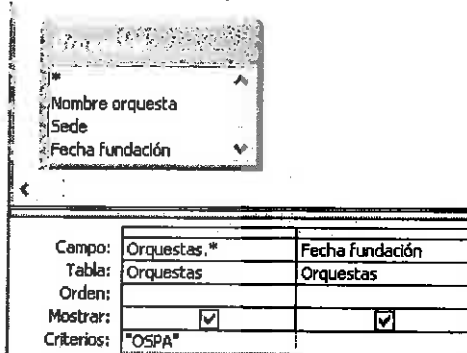 *
Nombre orquesta
Sede
Fecha fundación
Campo: Orquestas.* Fecha fundación
Tabla: Orquestas Orquestas
Orden:
Mostrar:
Criterios: "OSPA"